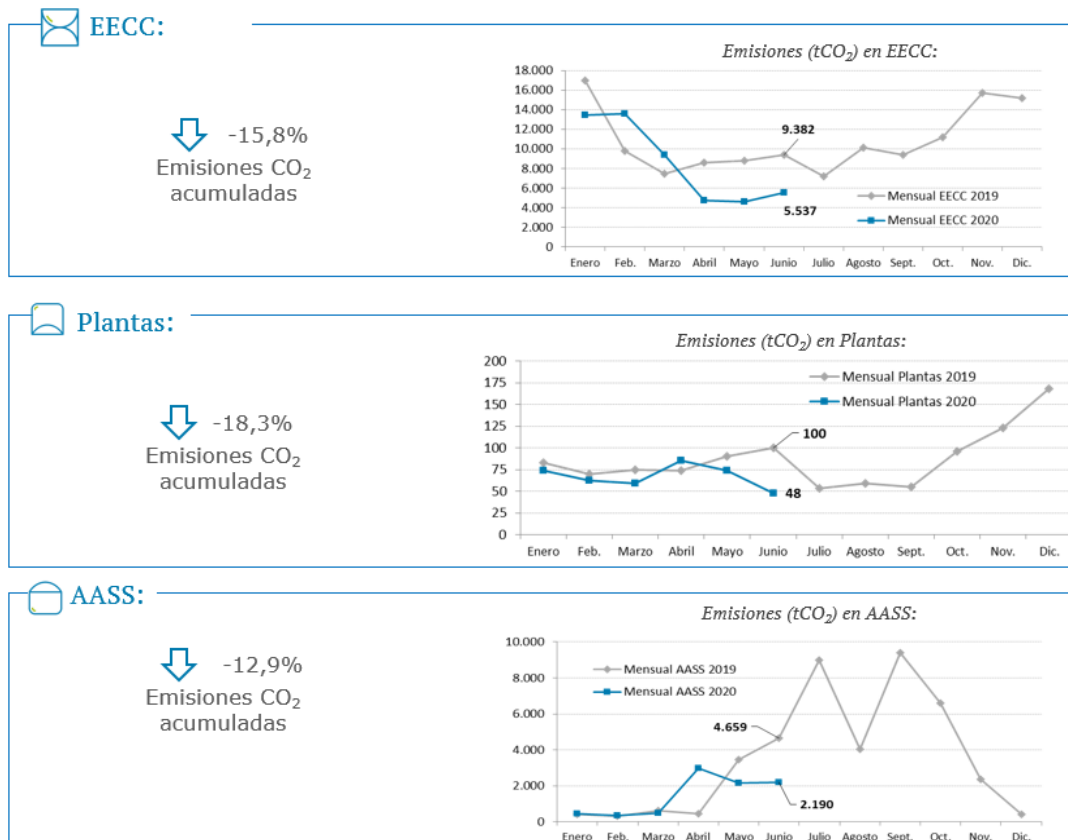 EECC:
-15,8%
Emisiones CO₂
acumuladas
Emisiones (tCO₂) en EECC:
18.000
16.000
14.000
12.000
10.000
8.000
6.000
4.000
2.000
0
9.382
5.537
Mensual EECC 2019
Mensual EECC 2020
Enero Feb. Marzo Abril Mayo Junio Julio Agosto Sept. Oct. Nov. Dic.
Plantas:
-18,3%
Emisiones CO₂
acumuladas
Emisiones (tCO₂) en Plantas:
200
175
150
125
100
75
50
25
0
Mensual Plantas 2019
Mensual Plantas 2020
100
48
Enero Feb. Marzo Abril Mayo Junio Julio Agosto Sept. Oct. Nov. Dic.
AASS:
-12,9%
Emisiones CO₂
acumuladas
Emisiones (tCO₂) en AASS:
10.000
8.000
6.000
4.000
2.000
0
Mensual AASS 2019
Mensual AASS 2020
4.659
2.190
Enero Feb. Marzo Abril Mayo Junio Julio Agosto Sept. Oct. Nov. Dic.